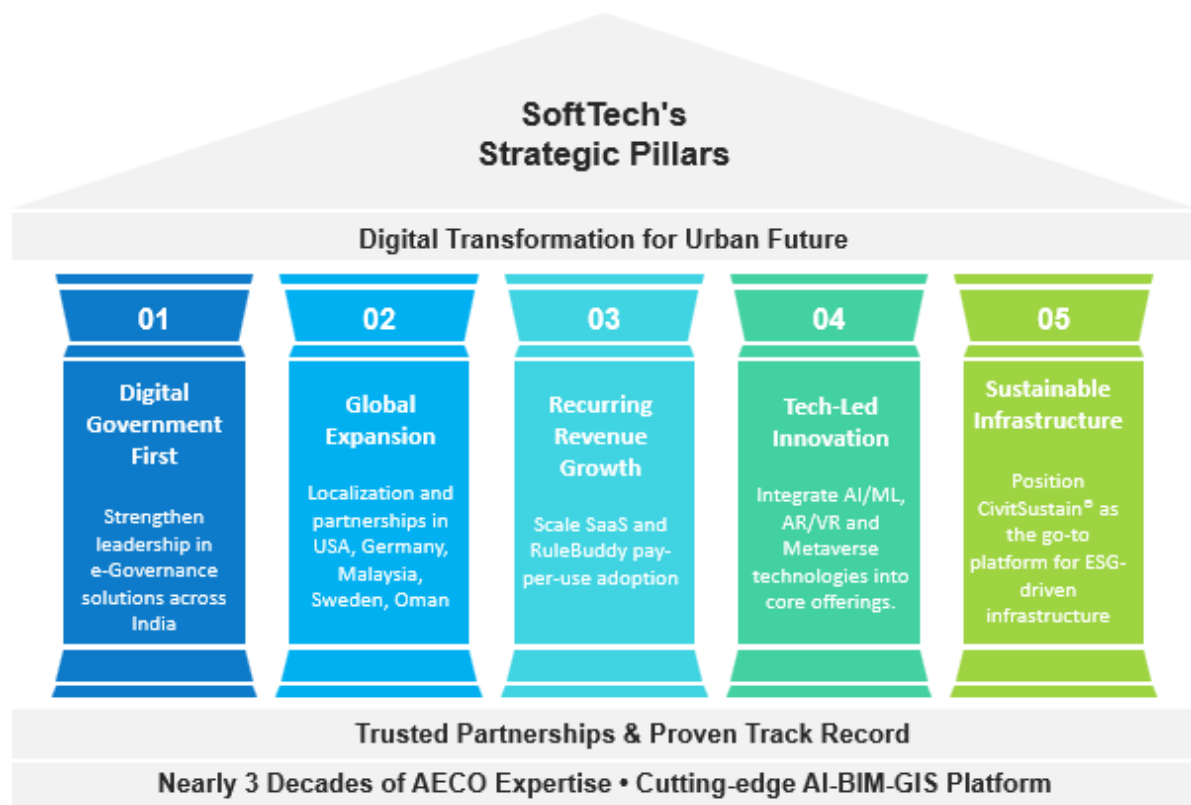 SoftTech's
Strategic Pillars
Digital Transformation for Urban Future
01
Digital
Government
First
Strengthen
leadership in
e-Governance
solutions across
India
02
Global
Expansion
Localization and
partnerships in
USA, Germany,
Malaysia,
Sweden, Oman
03
Recurring
Revenue
Growth
Scale SaaS and
RuleBuddy pay-
per-use adoption
04
Tech-Led
Innovation
Integrate AI/ML,
AR/VR and
Metaverse
technologies into
core offerings.
05
Sustainable
Infrastructure
Position
CivitSustain® as
the go-to
platform for ESG-
driven
infrastructure
Trusted Partnerships & Proven Track Record
Nearly 3 Decades of AECO Expertise • Cutting-edge AI-BIM-GIS Platform